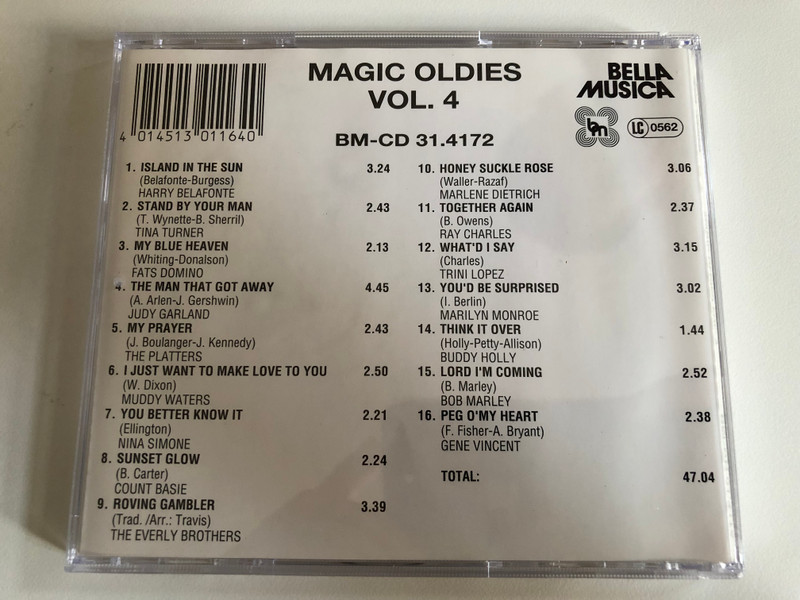 MAGIC OLDIES
VOL. 4
BM-CD 31.4172
BELLA
MUSICA
bm
LC 0562
4 014513 011640
1. ISLAND IN THE SUN 3.24
(Belafonte-Burgess)
HARRY BELAFONTE
2. STAND BY YOUR MAN 2.43
(T. Wynette-B. Sherril)
TINA TURNER
3. MY BLUE HEAVEN 2.13
(Whiting-Donalson)
FATS DOMINO
4. THE MAN THAT GOT AWAY 4.45
(A. Arlen-J. Gershwin)
JUDY GARLAND
5. MY PRAYER 2.43
(J. Boulanger-J. Kennedy)
THE PLATTERS
6. I JUST WANT TO MAKE LOVE TO YOU 2.50
(W. Dixon)
MUDDY WATERS
7. YOU BETTER KNOW IT 2.21
(Ellington)
NINA SIMONE
8. SUNSET GLOW 2.24
(B. Carter)
COUNT BASIE
9. ROVING GAMBLER 3.39
(Trad. /Arr.: Travis)
THE EVERLY BROTHERS
10. HONEY SUCKLE ROSE 3.06
(Waller-Razaf)
MARLENE DIETRICH
11. TOGETHER AGAIN 2.37
(B. Owens)
RAY CHARLES
12. WHAT'D I SAY 3.15
(Charles)
TRINI LOPEZ
13. YOU'D BE SURPRISED 3.02
(I. Berlin)
MARILYN MONROE
14. THINK IT OVER 1.44
(Holly-Petty-Allison)
BUDDY HOLLY
15. LORD I'M COMING 2.52
(B. Marley)
BOB MARLEY
16. PEG O'MY HEART 2.38
(F. Fisher-A. Bryant)
GENE VINCENT
TOTAL: 47.04